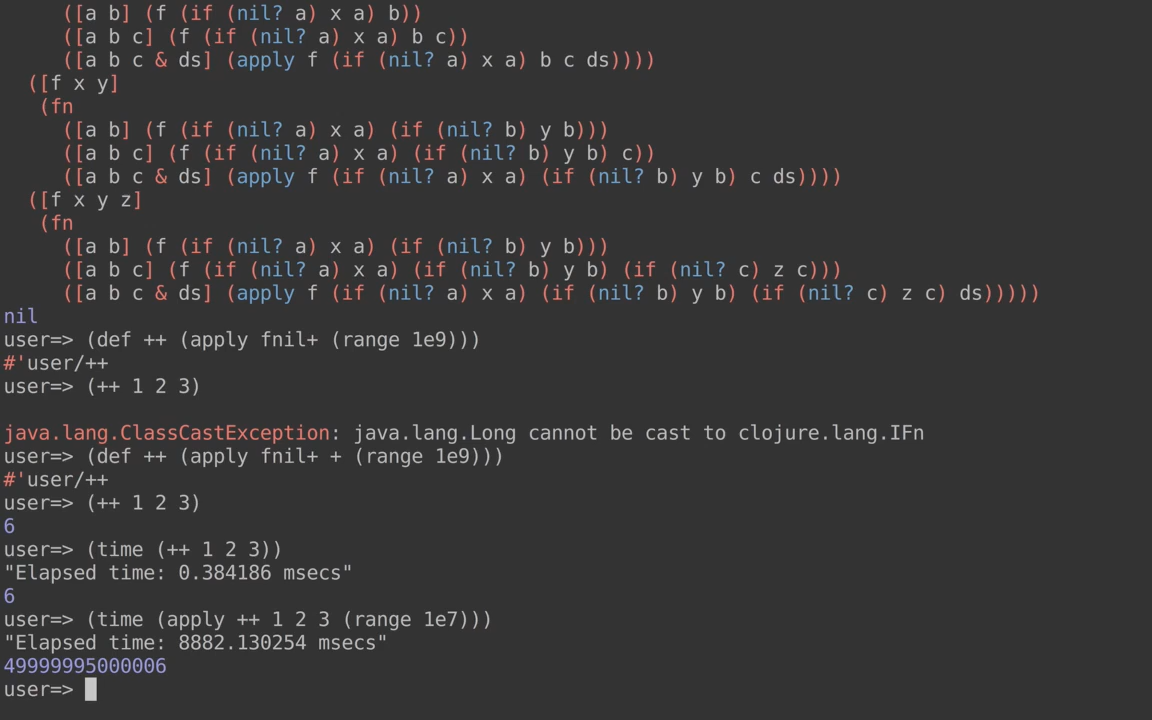 ([a b] (f (if (nil? a) x a) b))
([a b c] (f (if (nil? a) x a) b c))
([a b c & ds] (apply f (if (nil? a) x a) b c ds))))
([f x y]
(fn
([a b] (f (if (nil? a) x a) (if (nil? b) y b)))
([a b c] (f (if (nil? a) x a) (if (nil? b) y b) c))
([a b c & ds] (apply f (if (nil? a) x a) (if (nil? b) y b) c ds))))
([f x y z]
(fn
([a b] (f (if (nil? a) x a) (if (nil? b) y b)))
([a b c] (f (if (nil? a) x a) (if (nil? b) y b) (if (nil? c) z c)))
([a b c & ds] (apply f (if (nil? a) x a) (if (nil? b) y b) (if (nil? c) z c) ds)))))
nil
user=> (def ++ (apply fnil+ (range 1e9)))
#'user/++
user=> (++ 1 2 3)
java.lang.ClassCastException: java.lang.Long cannot be cast to clojure.lang.IFn
user=> (def ++ (apply fnil+ + (range 1e9)))
#'user/++
user=> (++ 1 2 3)
6
user=> (time (++ 1 2 3))
"Elapsed time: 0.384186 msecs"
6
user=> (time (apply ++ 1 2 3 (range 1e7)))
"Elapsed time: 8882.130254 msecs"
49999995000006
user=>